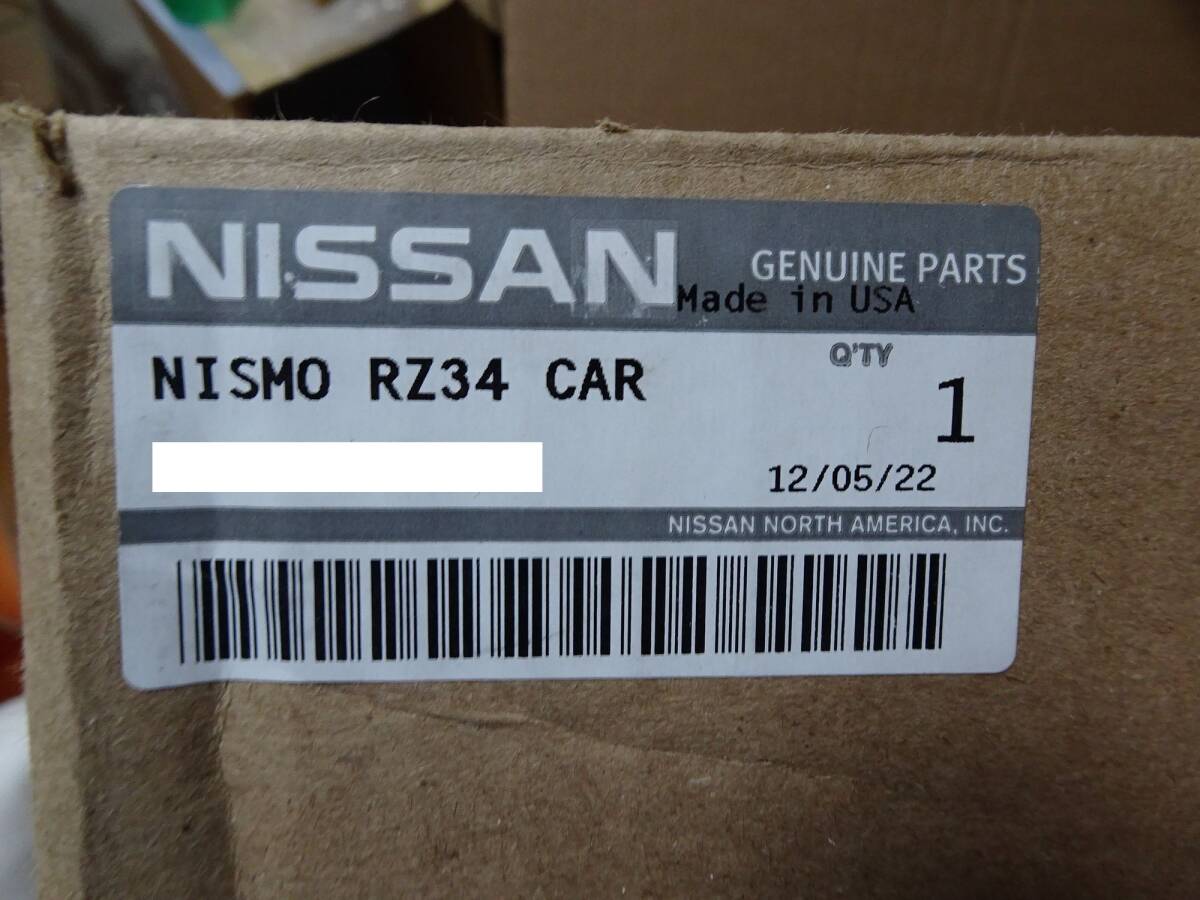 NISSAN
GENUINE PARTS
Made in USA
NISMO RZ34 CAR
Q'TY
1
12/05/22
NISSAN NORTH AMERICA, INC.